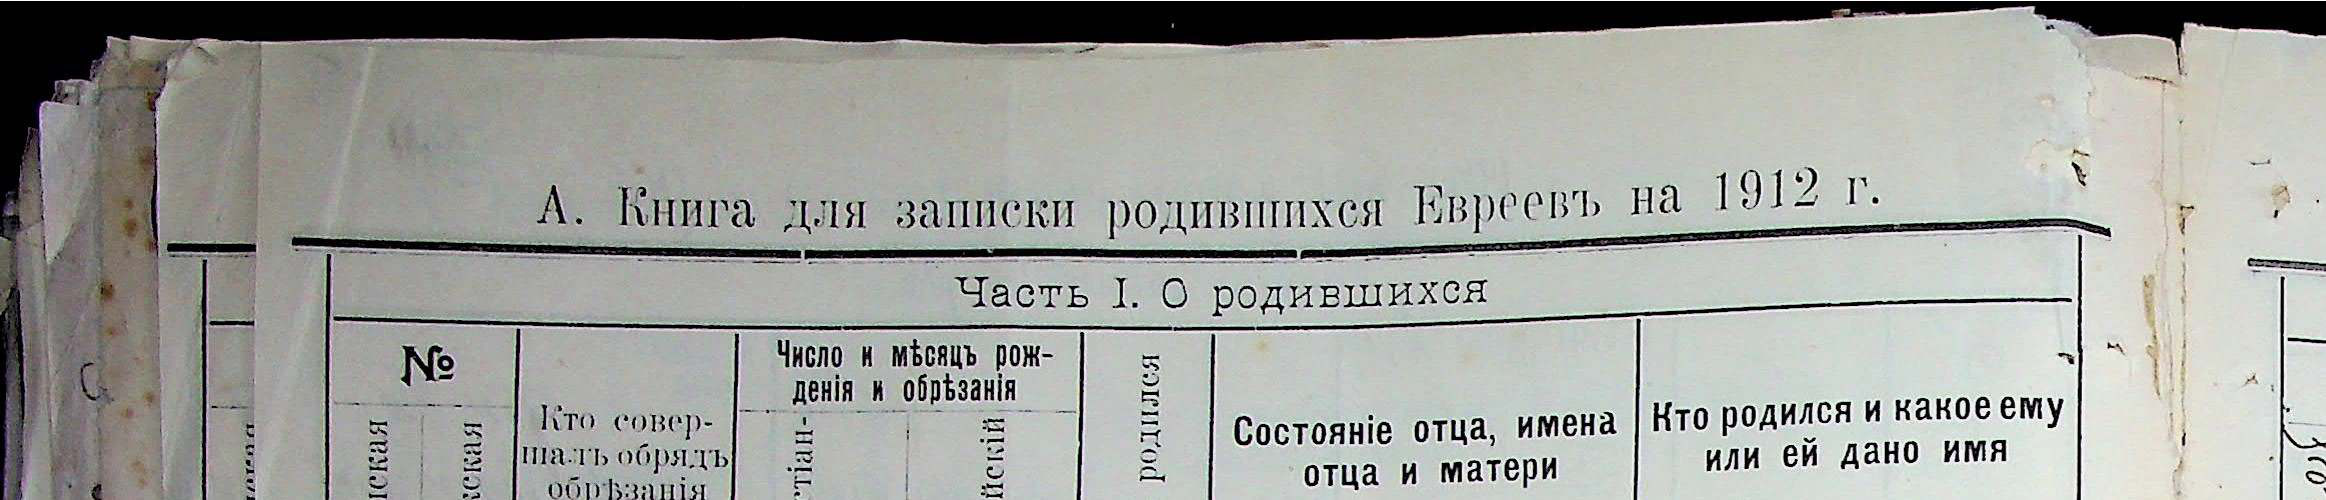 А. Книга для записки родившихся Евреевъ на 1912 г.
Часть I. О родившихся
№
Кто совер-
шалъ обрядъ
обрѣзанія
Число и мѣсяцъ рож-
денія и обрѣзанія
родился
Состояніе отца, имена
отца и матери
Кто родился и какое ему
или ей дано имя